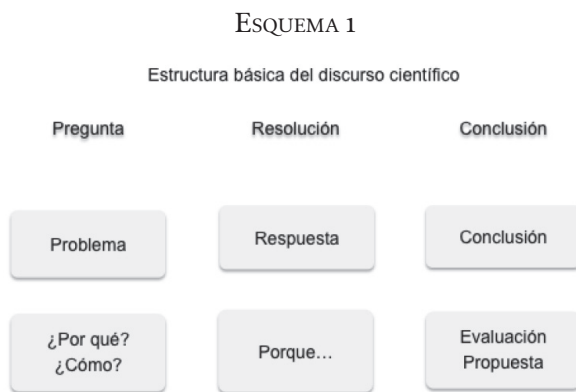 ESQUEMA 1
Estructura básica del discurso científico
Pregunta Resolución Conclusión
Problema Respuesta Conclusión
¿Por qué?
¿Cómo?
Porque...
Evaluación
Propuesta